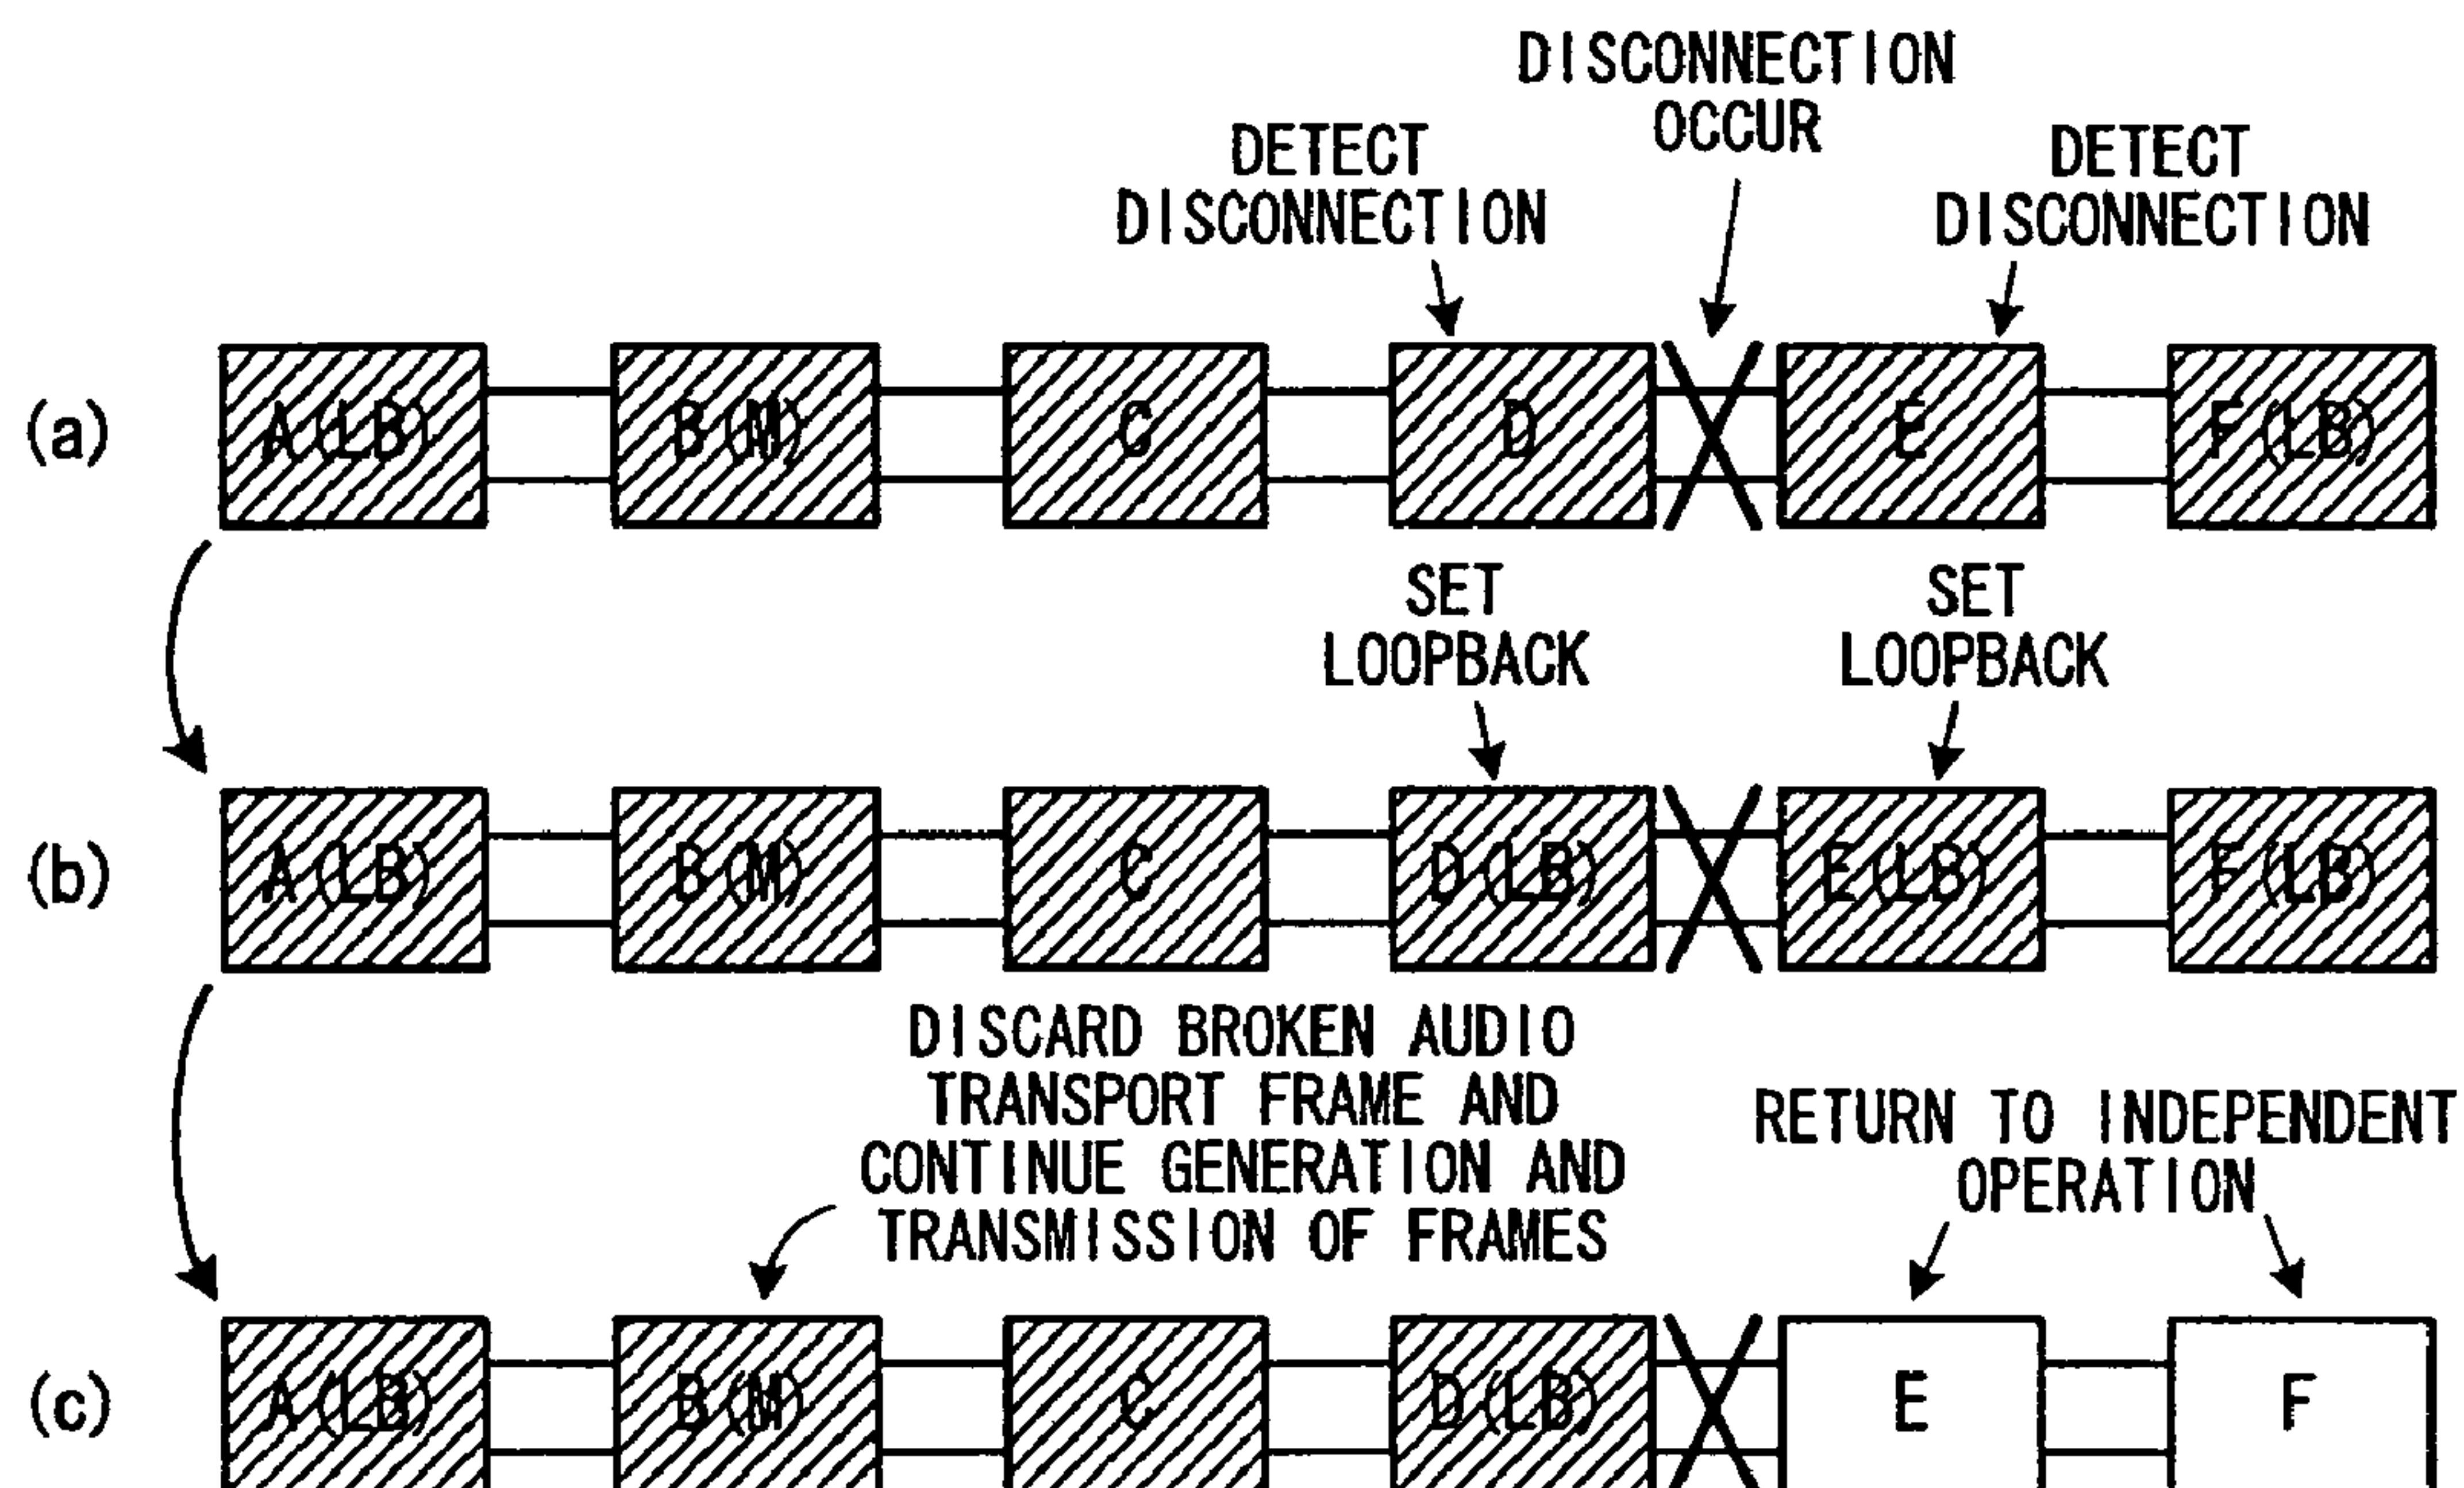 DISCONNECTION
OCCUR
DETECT
DISCONNECTION
DETECT
DISCONNECTION
(a) A(LB) B(M) C D E F(LB)
SET
LOOPBACK
SET
LOOPBACK
(b) A(LB) B(M) C D(LB) E(LB) F(LB)
DISCARD BROKEN AUDIO
TRANSPORT FRAME AND
CONTINUE GENERATION AND
TRANSMISSION OF FRAMES
RETURN TO INDEPENDENT
OPERATION
(c) A(LB) B(M) C D(LB) E F